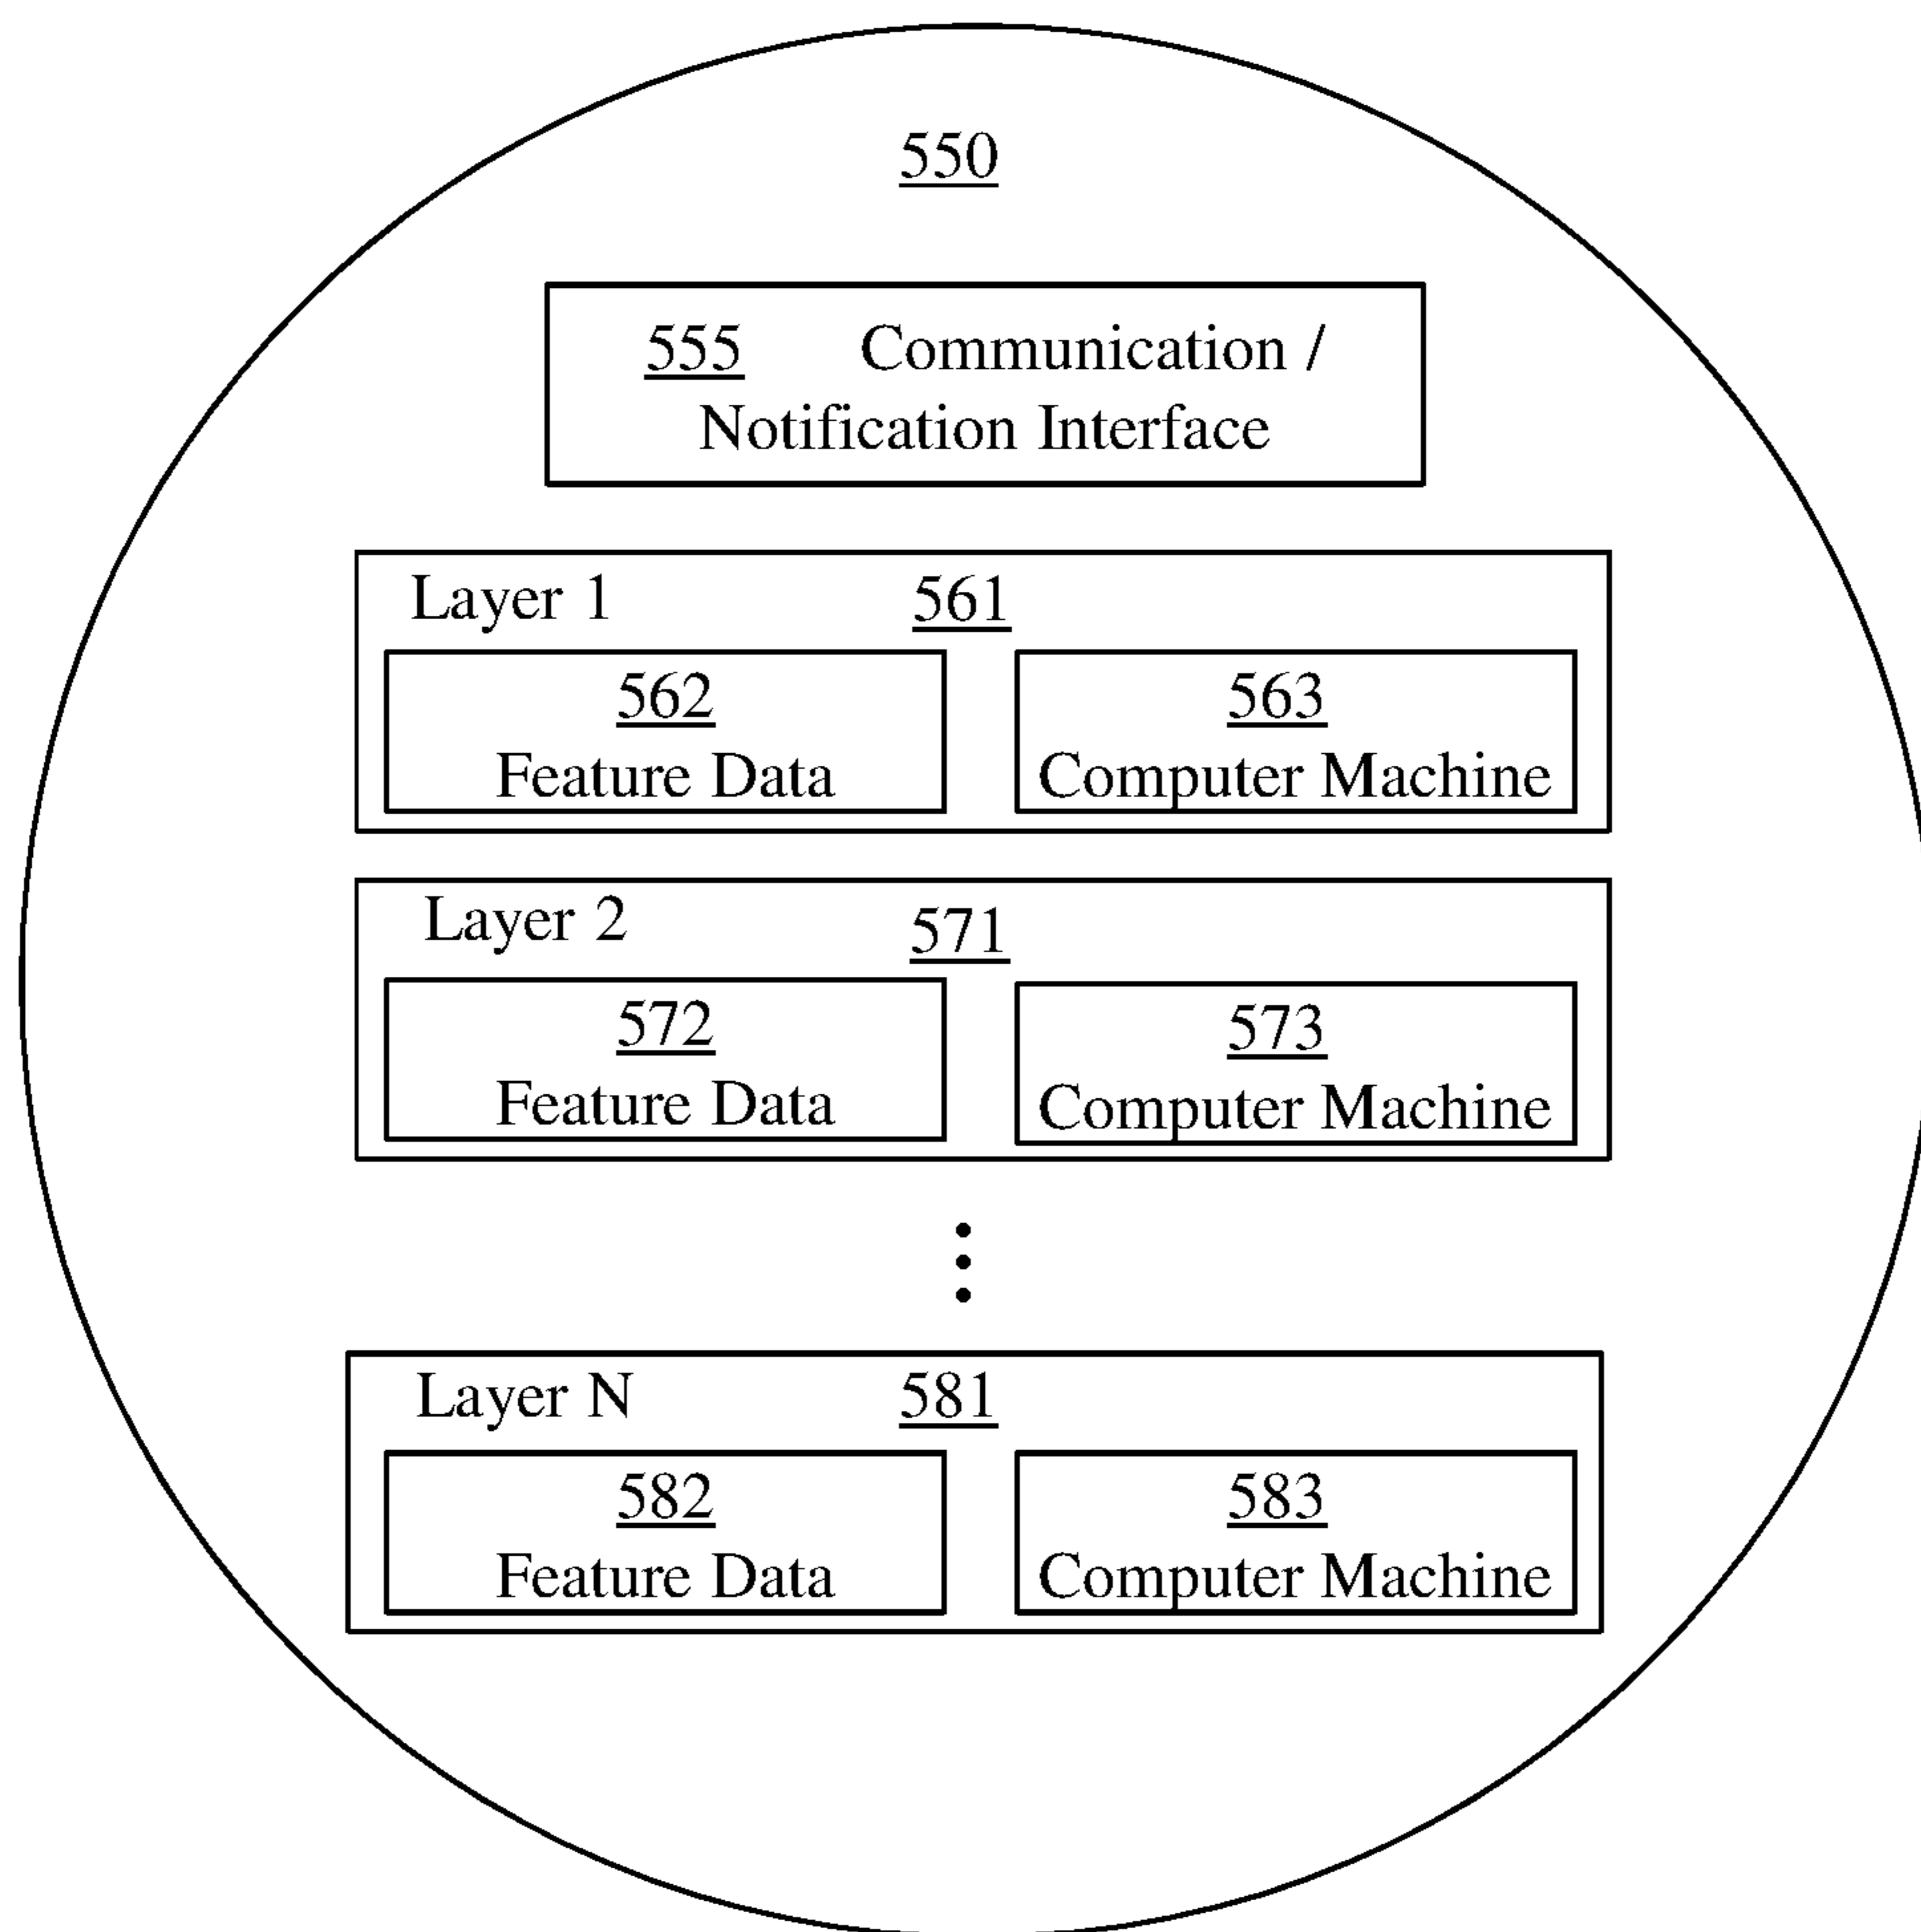 550
555 Communication /
Notification Interface
Layer 1 561
562
Feature Data
563
Computer Machine
Layer 2 571
572
Feature Data
573
Computer Machine
Layer N 581
582
Feature Data
583
Computer Machine